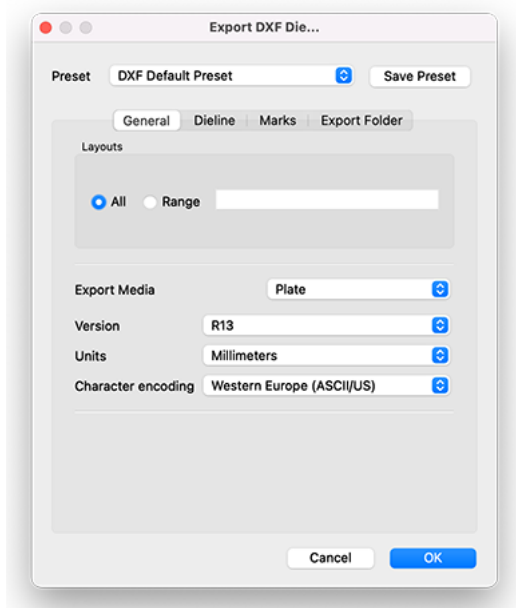 Export DXF Die...
Preset DXF Default Preset Save Preset
General Dieline Marks Export Folder
Layouts
All Range
Export Media Plate
Version R13
Units Millimeters
Character encoding Western Europe (ASCII/US)
Cancel OK